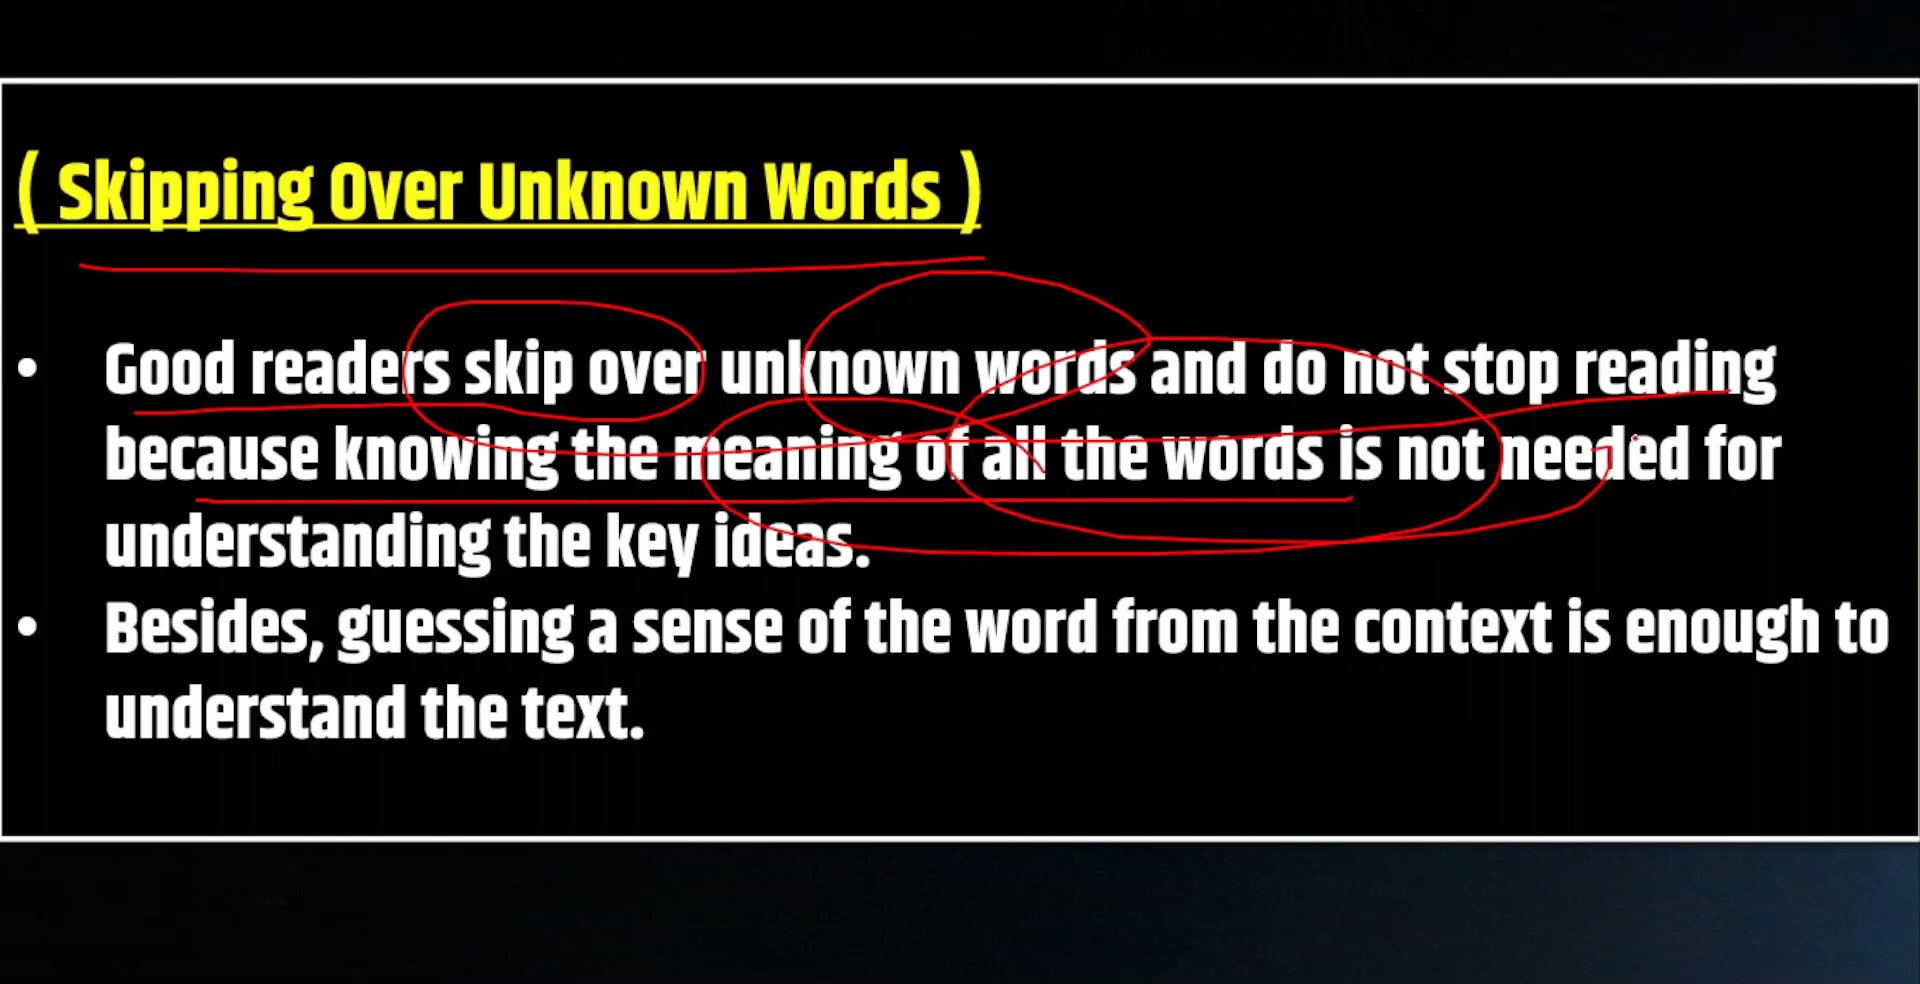 ( Skipping Over Unknown Words )
• Good readers skip over unknown words and do not stop reading
because knowing the meaning of all the words is not needed for
understanding the key ideas.
• Besides, guessing a sense of the word from the context is enough to
understand the text.